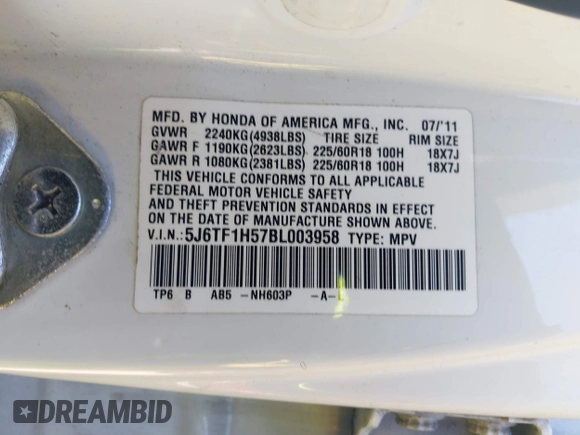 MFD. BY HONDA OF AMERICA MFG., INC. 07/'11
GVWR 2240KG(4938LBS) TIRE SIZE RIM SIZE
GAWR F 1190KG(2623LBS) 225/60R18 100H 18X7J
GAWR R 1080KG(2381LBS) 225/60R18 100H 18X7J
THIS VEHICLE CONFORMS TO ALL APPLICABLE
FEDERAL MOTOR VEHICLE SAFETY
AND THEFT PREVENTION STANDARDS IN EFFECT
ON THE DATE OF MANUFACTURE SHOWN ABOVE.
V.I.N.:5J6TF1H57BL003958 TYPE: MPV
TP6 B AB5 -NH603P -A-L
DREAMBID